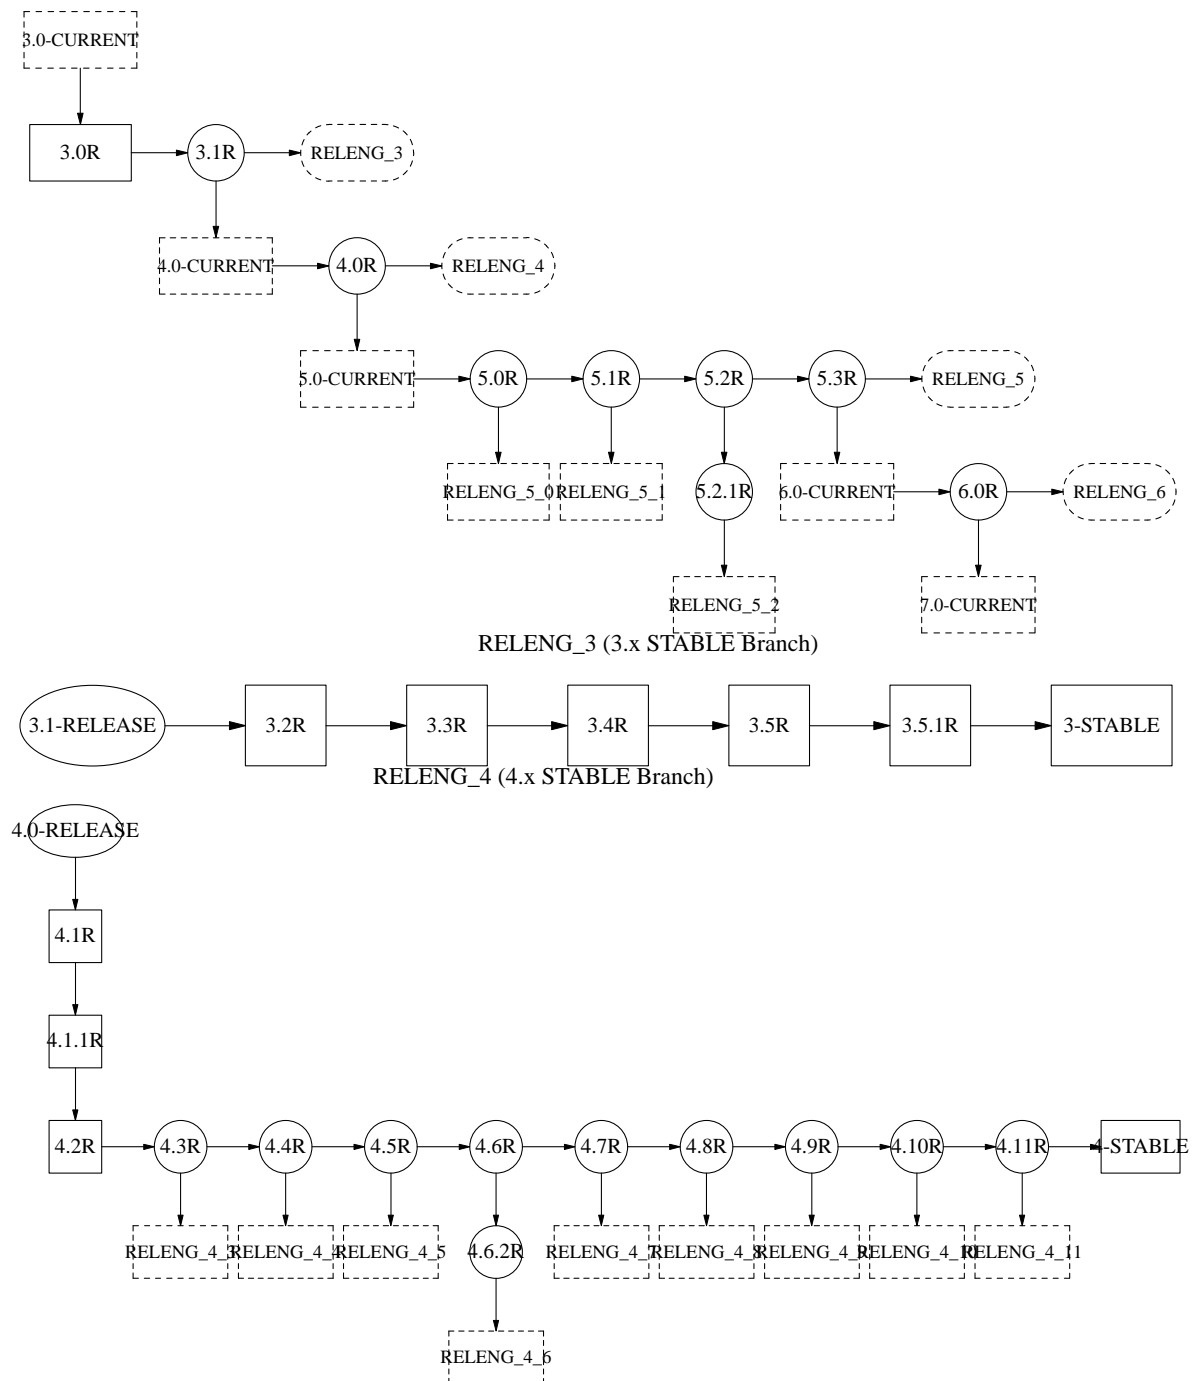 3.0-CURRENT
3.0R
3.1R
RELENG_3
4.0-CURRENT
4.0R
RELENG_4
5.0-CURRENT
5.0R
5.1R
5.2R
5.3R
RELENG_5
RELENG_5_0
RELENG_5_1
5.2.1R
6.0-CURRENT
6.0R
RELENG_6
RELENG_5_2
7.0-CURRENT
RELENG_3 (3.x STABLE Branch)
3.1-RELEASE
3.2R
3.3R
3.4R
3.5R
3.5.1R
3-STABLE
RELENG_4 (4.x STABLE Branch)
4.0-RELEASE
4.1R
4.1.1R
4.2R
4.3R
4.4R
4.5R
4.6R
4.7R
4.8R
4.9R
4.10R
4.11R
4-STABLE
RELENG_4_3
RELENG_4_4
RELENG_4_5
4.6.2R
RELENG_4_7
RELENG_4_8
RELENG_4_9
RELENG_4_10
RELENG_4_11
RELENG_4_6